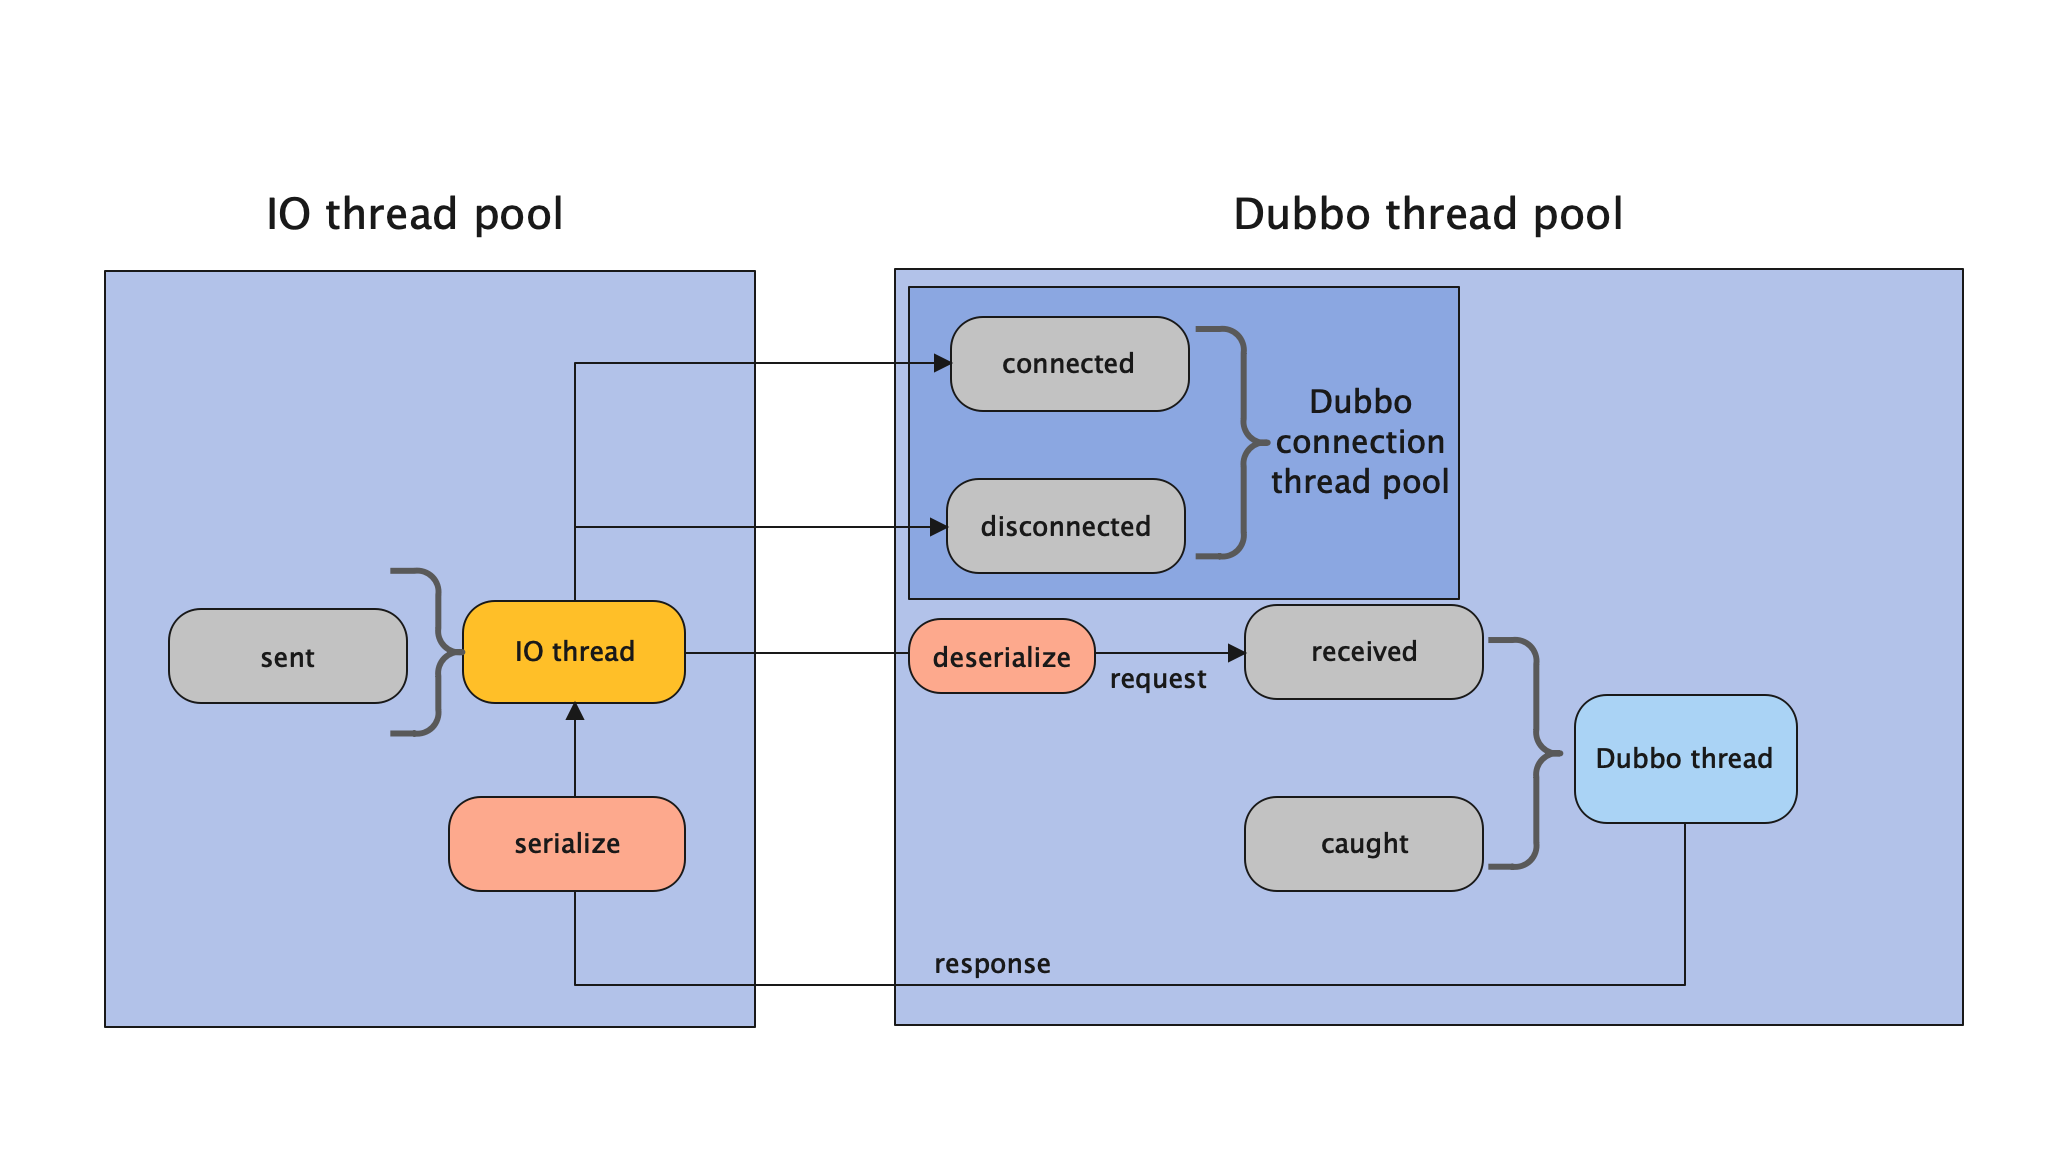 IO thread pool
Dubbo thread pool
connected
Dubbo
connection
thread pool
disconnected
sent
IO thread
deserialize
request
received
Dubbo thread
serialize
caught
response